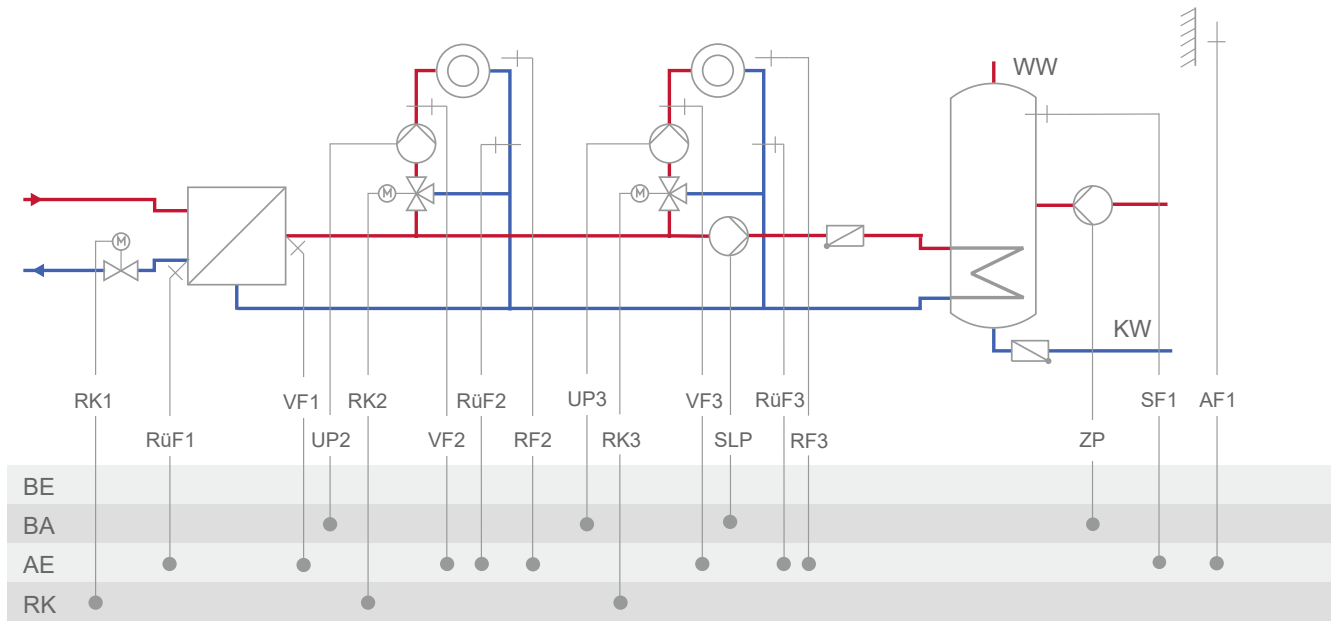 WW
M
M
M
KW
RK1
VF1
RK2
RüF2
UP3
VF3
RüF3
SF1
AF1
RüF1
UP2
VF2
RF2
RK3
SLP
RF3
ZP
BE
BA
AE
RK